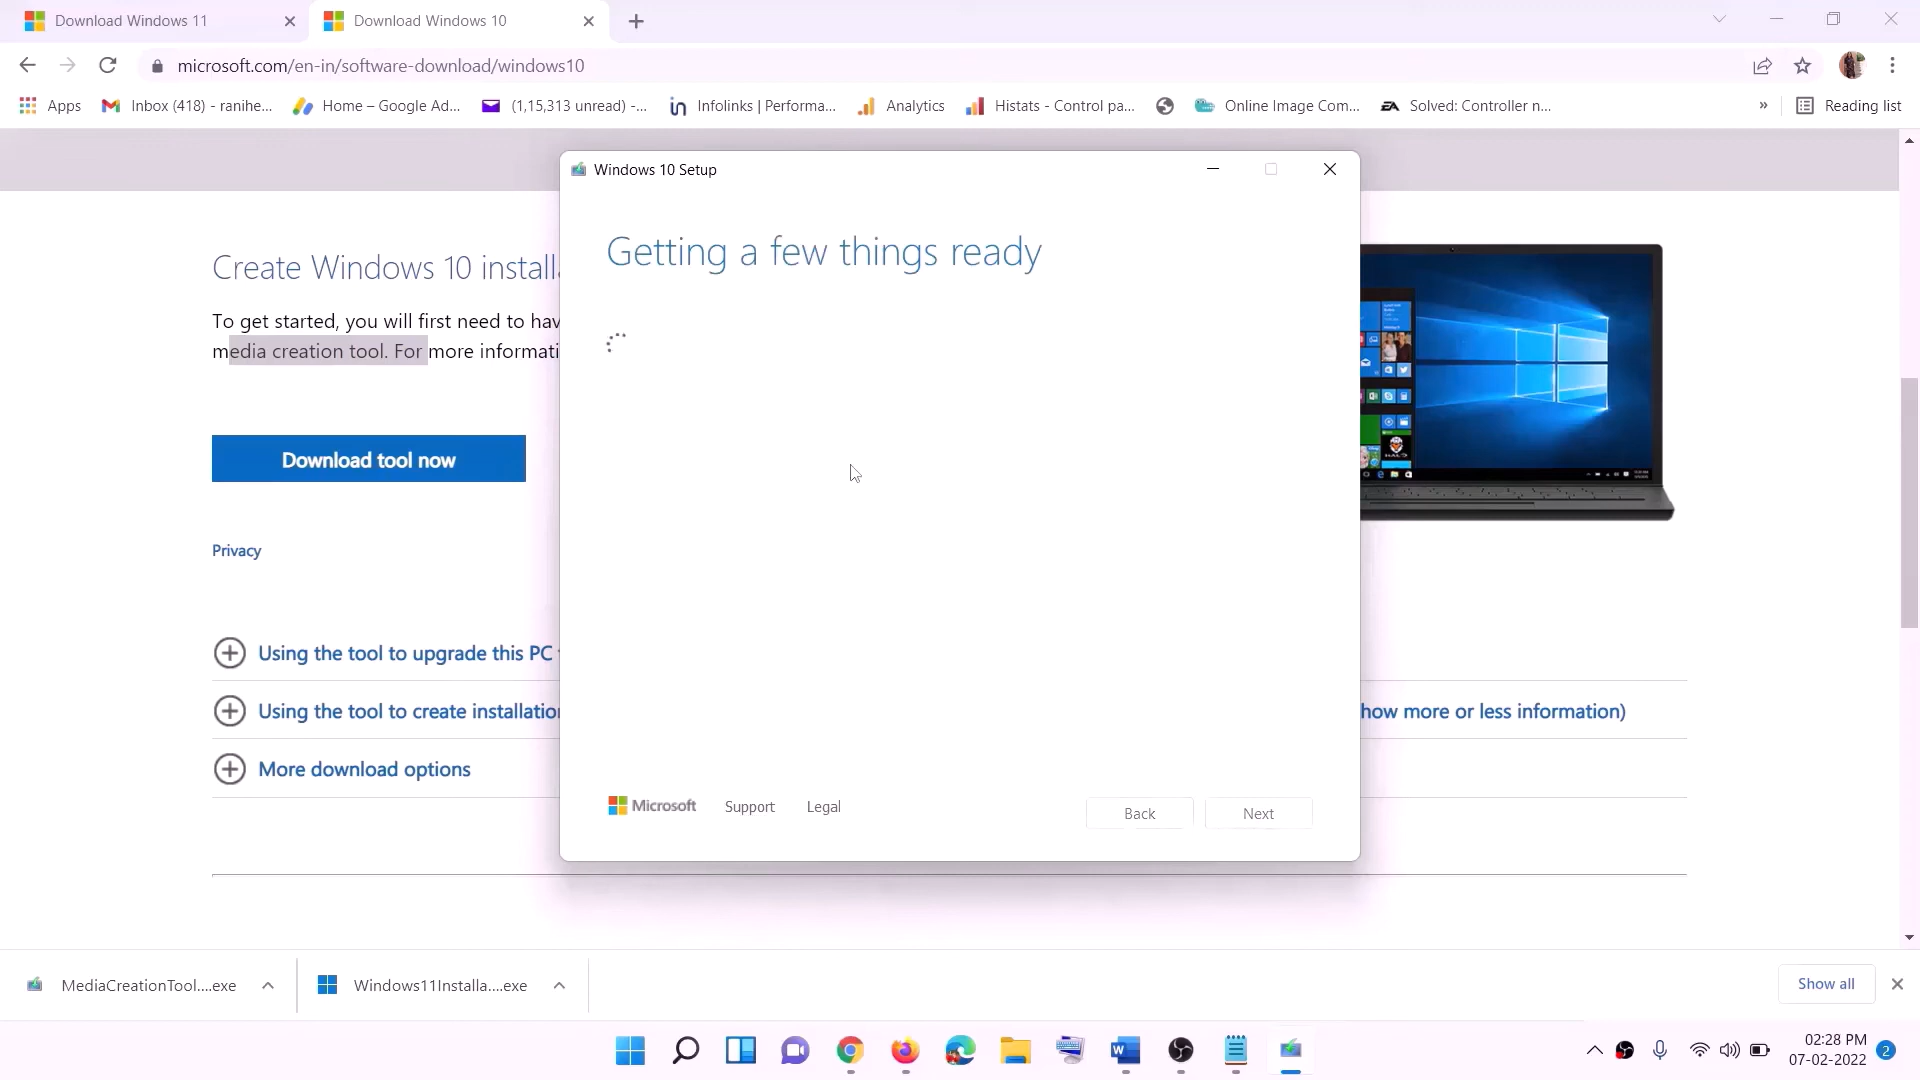 Download Windows 11
Download Windows 10
microsoft.com/en-in/software-download/windows10
Apps
Inbox (418) - ranihe...
Home – Google Ad...
(1,15,313 unread) -...
Infolinks | Performa...
Analytics
Histats - Control pa...
Online Image Com...
Solved: Controller n...
»
Reading list
Windows 10 Setup
Getting a few things ready
Create Windows 10 installa
To get started, you will first need to hav
media creation tool. For more informati
Download tool now
Privacy
Using the tool to upgrade this PC
Using the tool to create installation
how more or less information)
More download options
Microsoft
Support
Legal
Back
Next
MediaCreationTool....exe
Windows11Installa....exe
Show all
02:28 PM
07-02-2022
2